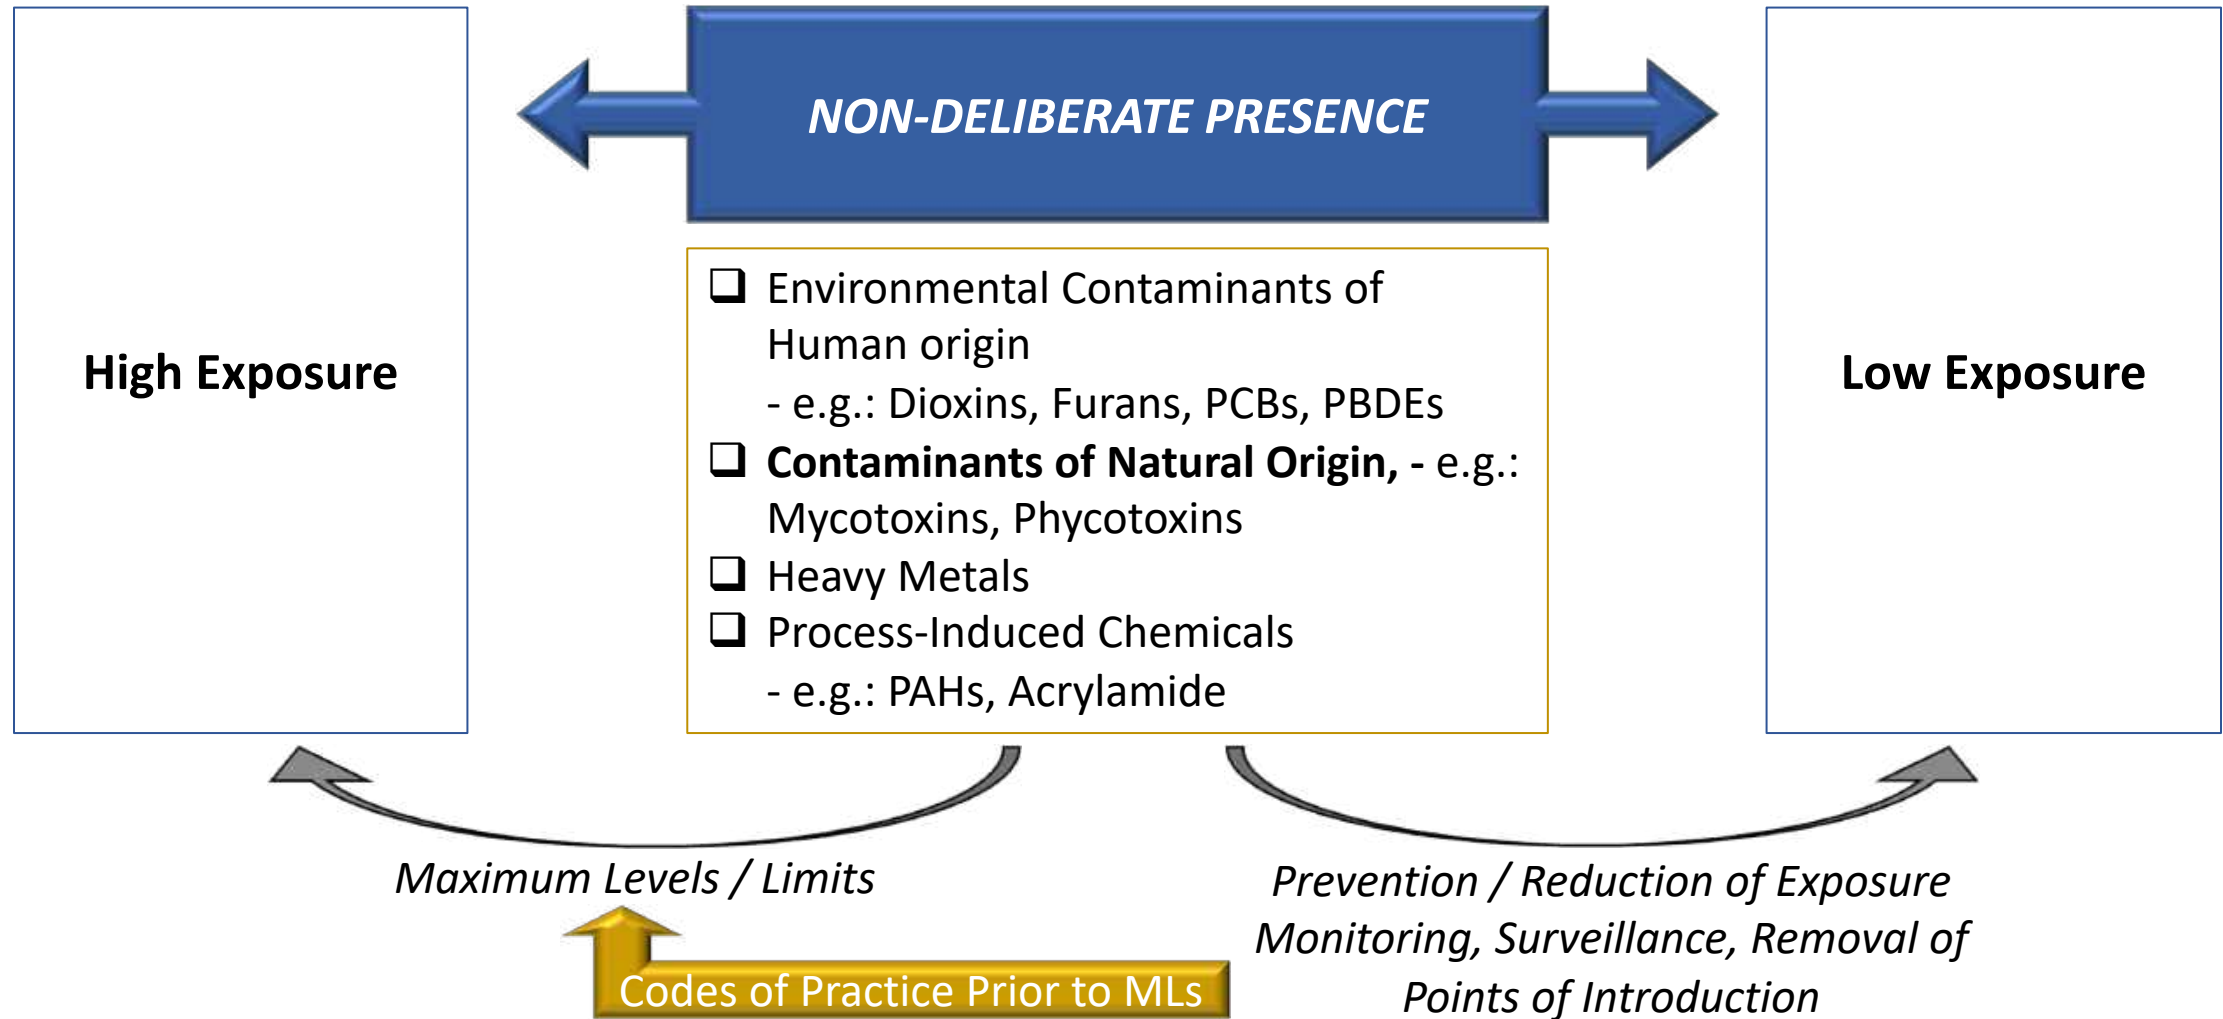 NON-DELIBERATE PRESENCE
High Exposure
❑ Environmental Contaminants of
Human origin
- e.g.: Dioxins, Furans, PCBs, PBDEs
❑ Contaminants of Natural Origin, - e.g.:
Mycotoxins, Phycotoxins
❑ Heavy Metals
❑ Process-Induced Chemicals
- e.g.: PAHs, Acrylamide
Low Exposure
Maximum Levels / Limits
Codes of Practice Prior to MLs
Prevention / Reduction of Exposure
Monitoring, Surveillance, Removal of
Points of Introduction